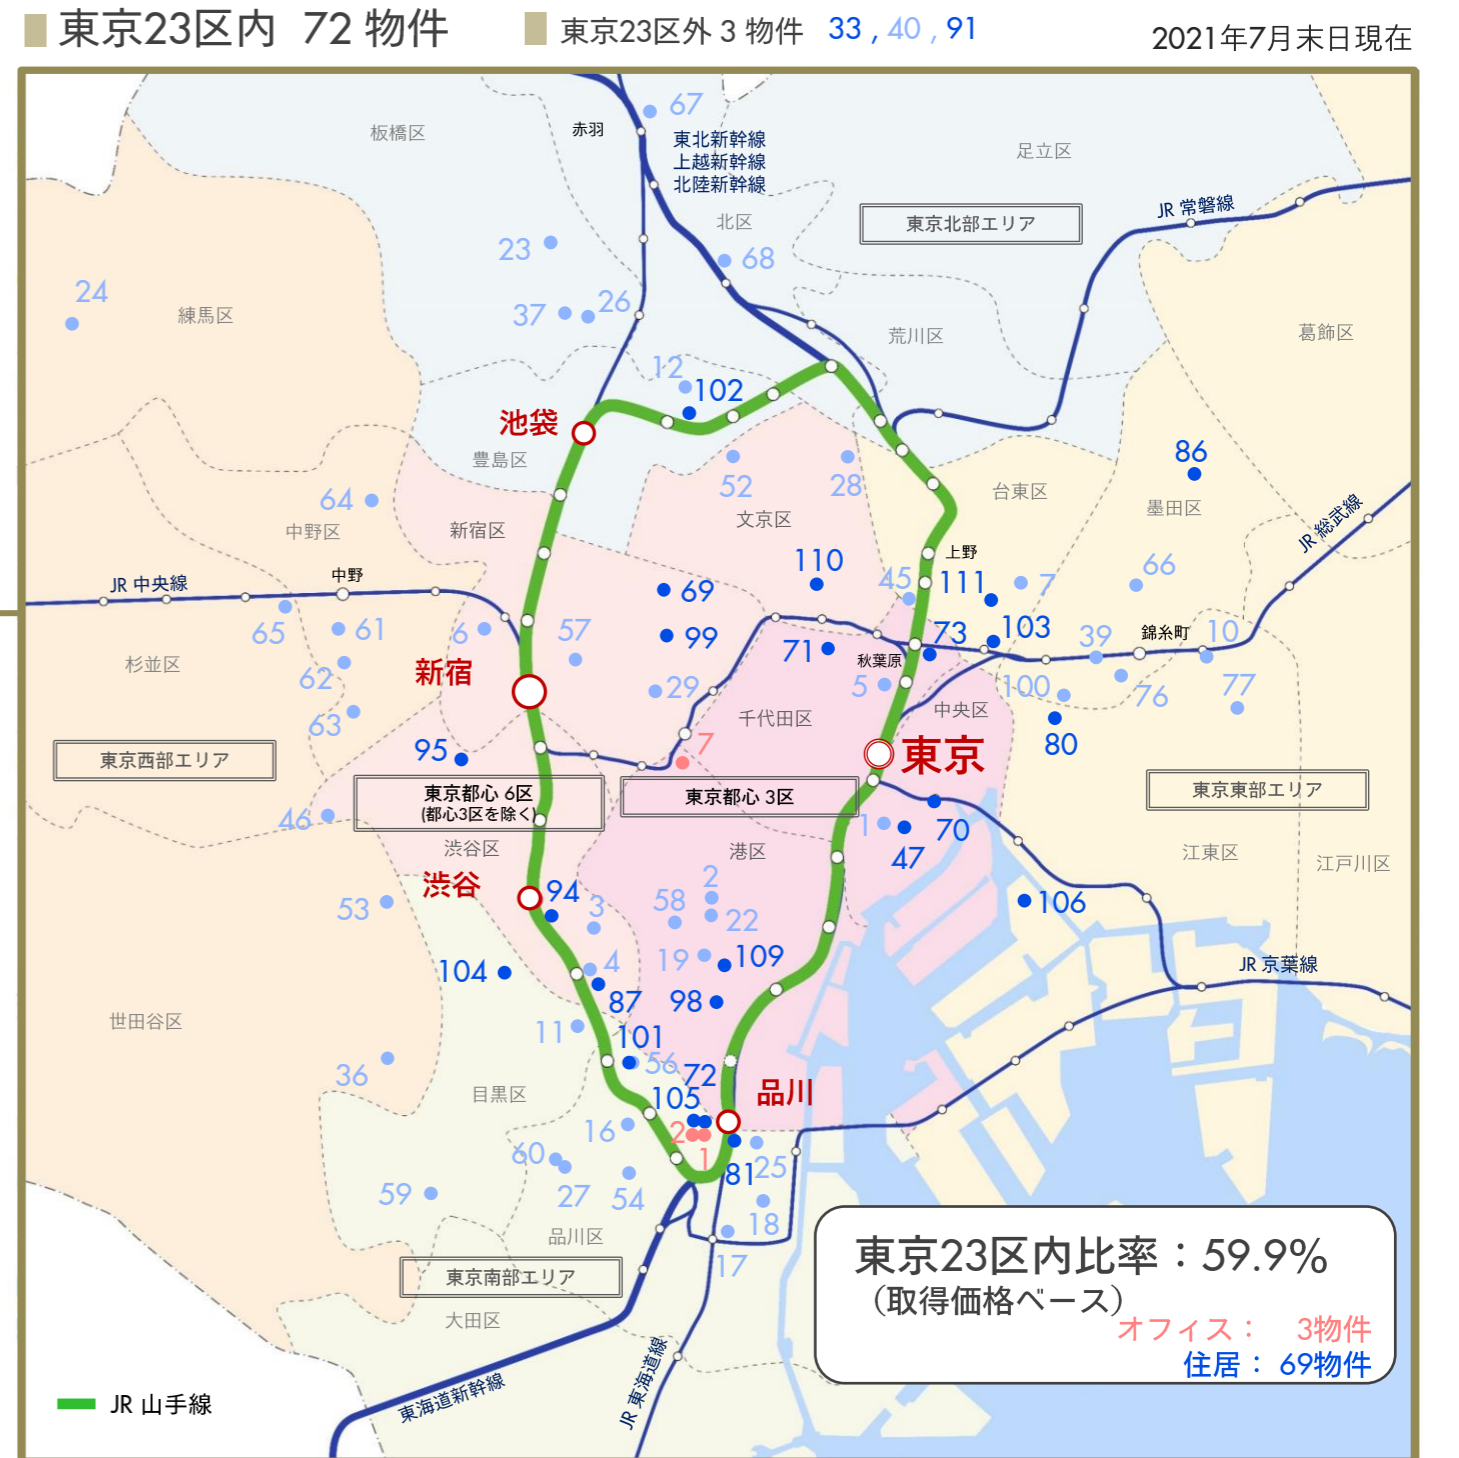 東京23区内 72 物件
東京23区外 3 物件 33 , 40 , 91
2021年7月末日現在
67
板橋区
赤羽
東北新幹線
上越新幹線
北陸新幹線
足立区
JR 常磐線
北区
東京北部エリア
23
68
24
37
26
練馬区
荒川区
葛飾区
12
102
池袋
豊島区
52
28
86
台東区
墨田区
64
新宿区
中野区
文京区
JR 総武線
上野
110
45
111
7
66
JR 中央線
中野
69
65
61
6
57
99
71
73
103
39
錦糸町
10
杉並区
62
新宿
29
秋葉原
5
100
76
77
63
千代田区
中央区
95
7
東京
80
東京西部エリア
東京都心 6区
(都心3区を除く)
東京都心 3区
東京東部エリア
46
1
47
70
渋谷区
港区
江東区
江戸川区
渋谷
94
2
53
3
58
22
106
104
4
19
109
JR 京葉線
87
98
世田谷区
11
101
56
72
36
目黒区
105
品川
16
2
1
60
81
25
59
27
54
18
品川区
17
東京南部エリア
大田区
東京23区内比率：59.9%
（取得価格ベース）
オフィス： 3物件
住居： 69物件
JR 山手線
東海道新幹線
JR 東海道線